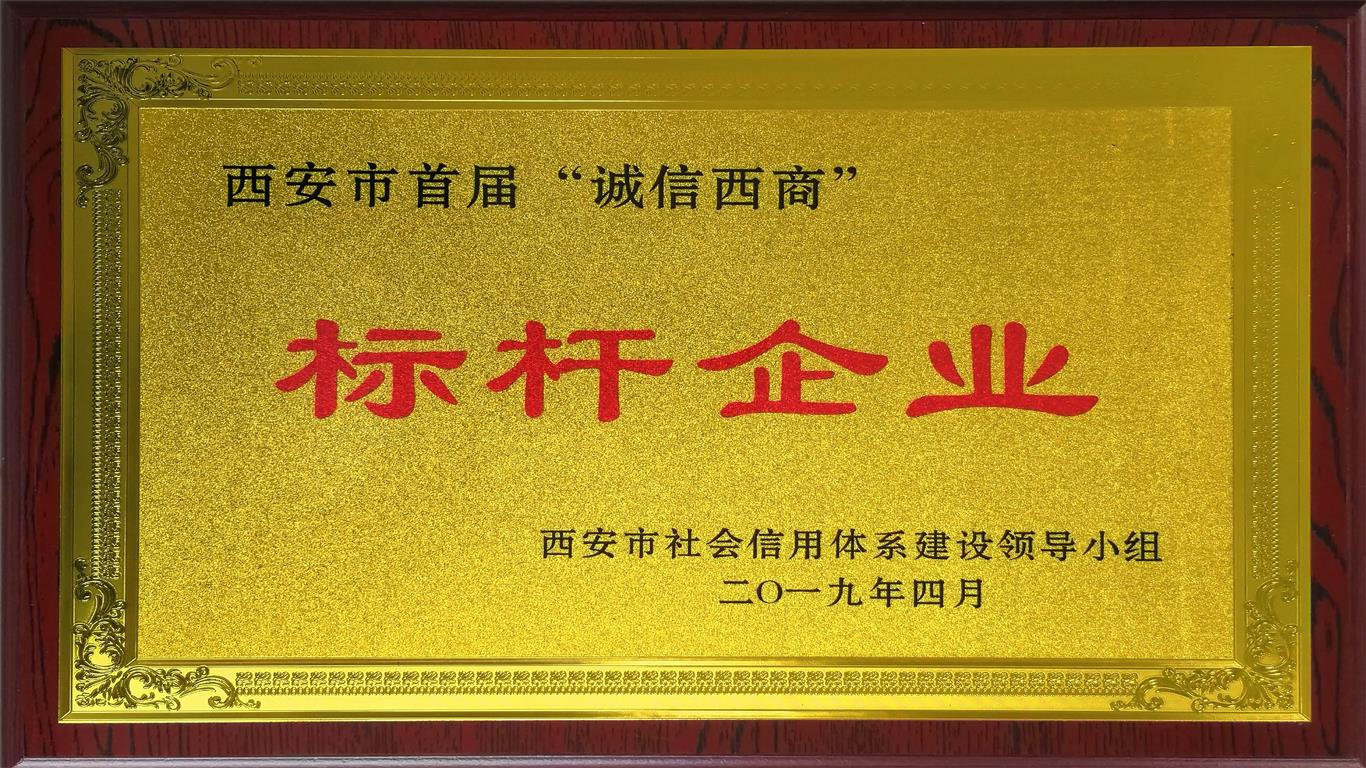 西安市首届“诚信西商”
标杆企业
西安市社会信用体系建设领导小组
二〇一九年四月